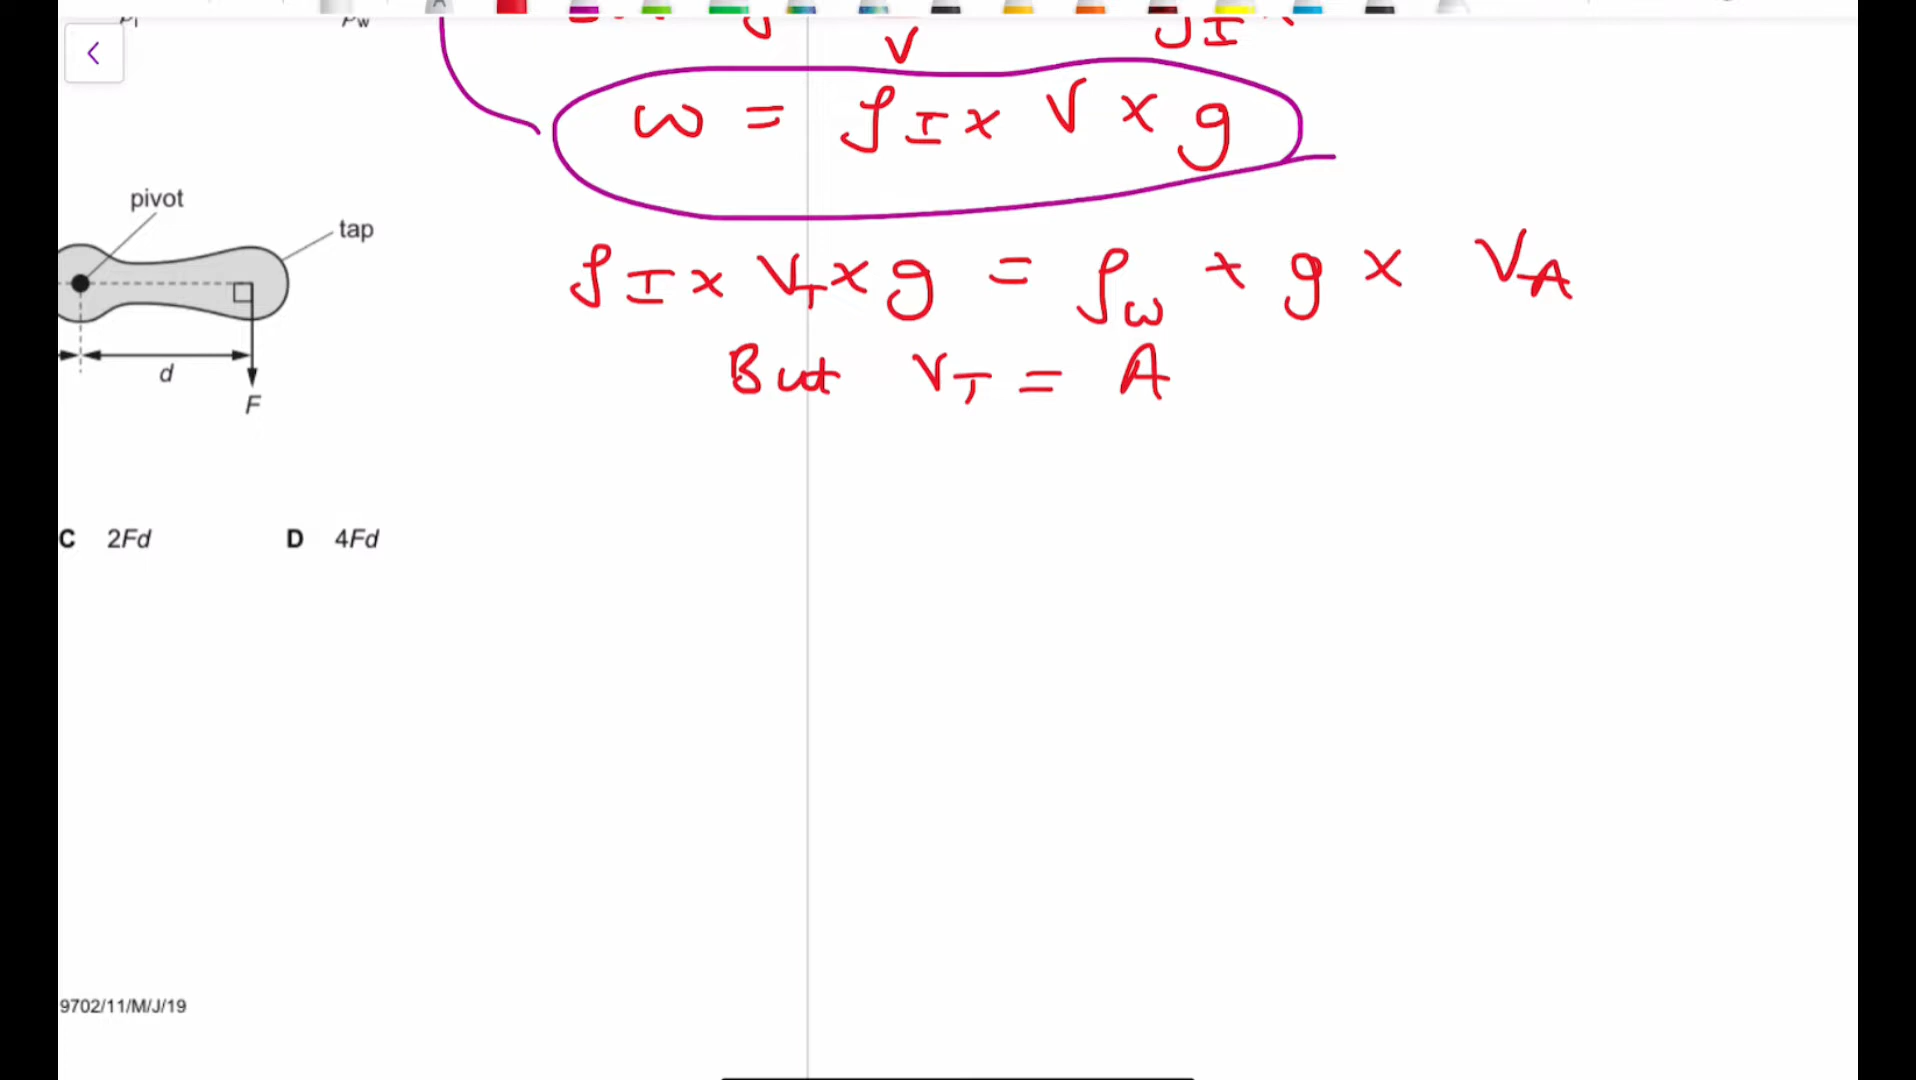 V
ω = ρI x V x g
pivot
tap
ρI x VT x g = ρω x g x VA
But VT = A
d
F
C 2Fd D 4Fd
9702/11/M/J/19